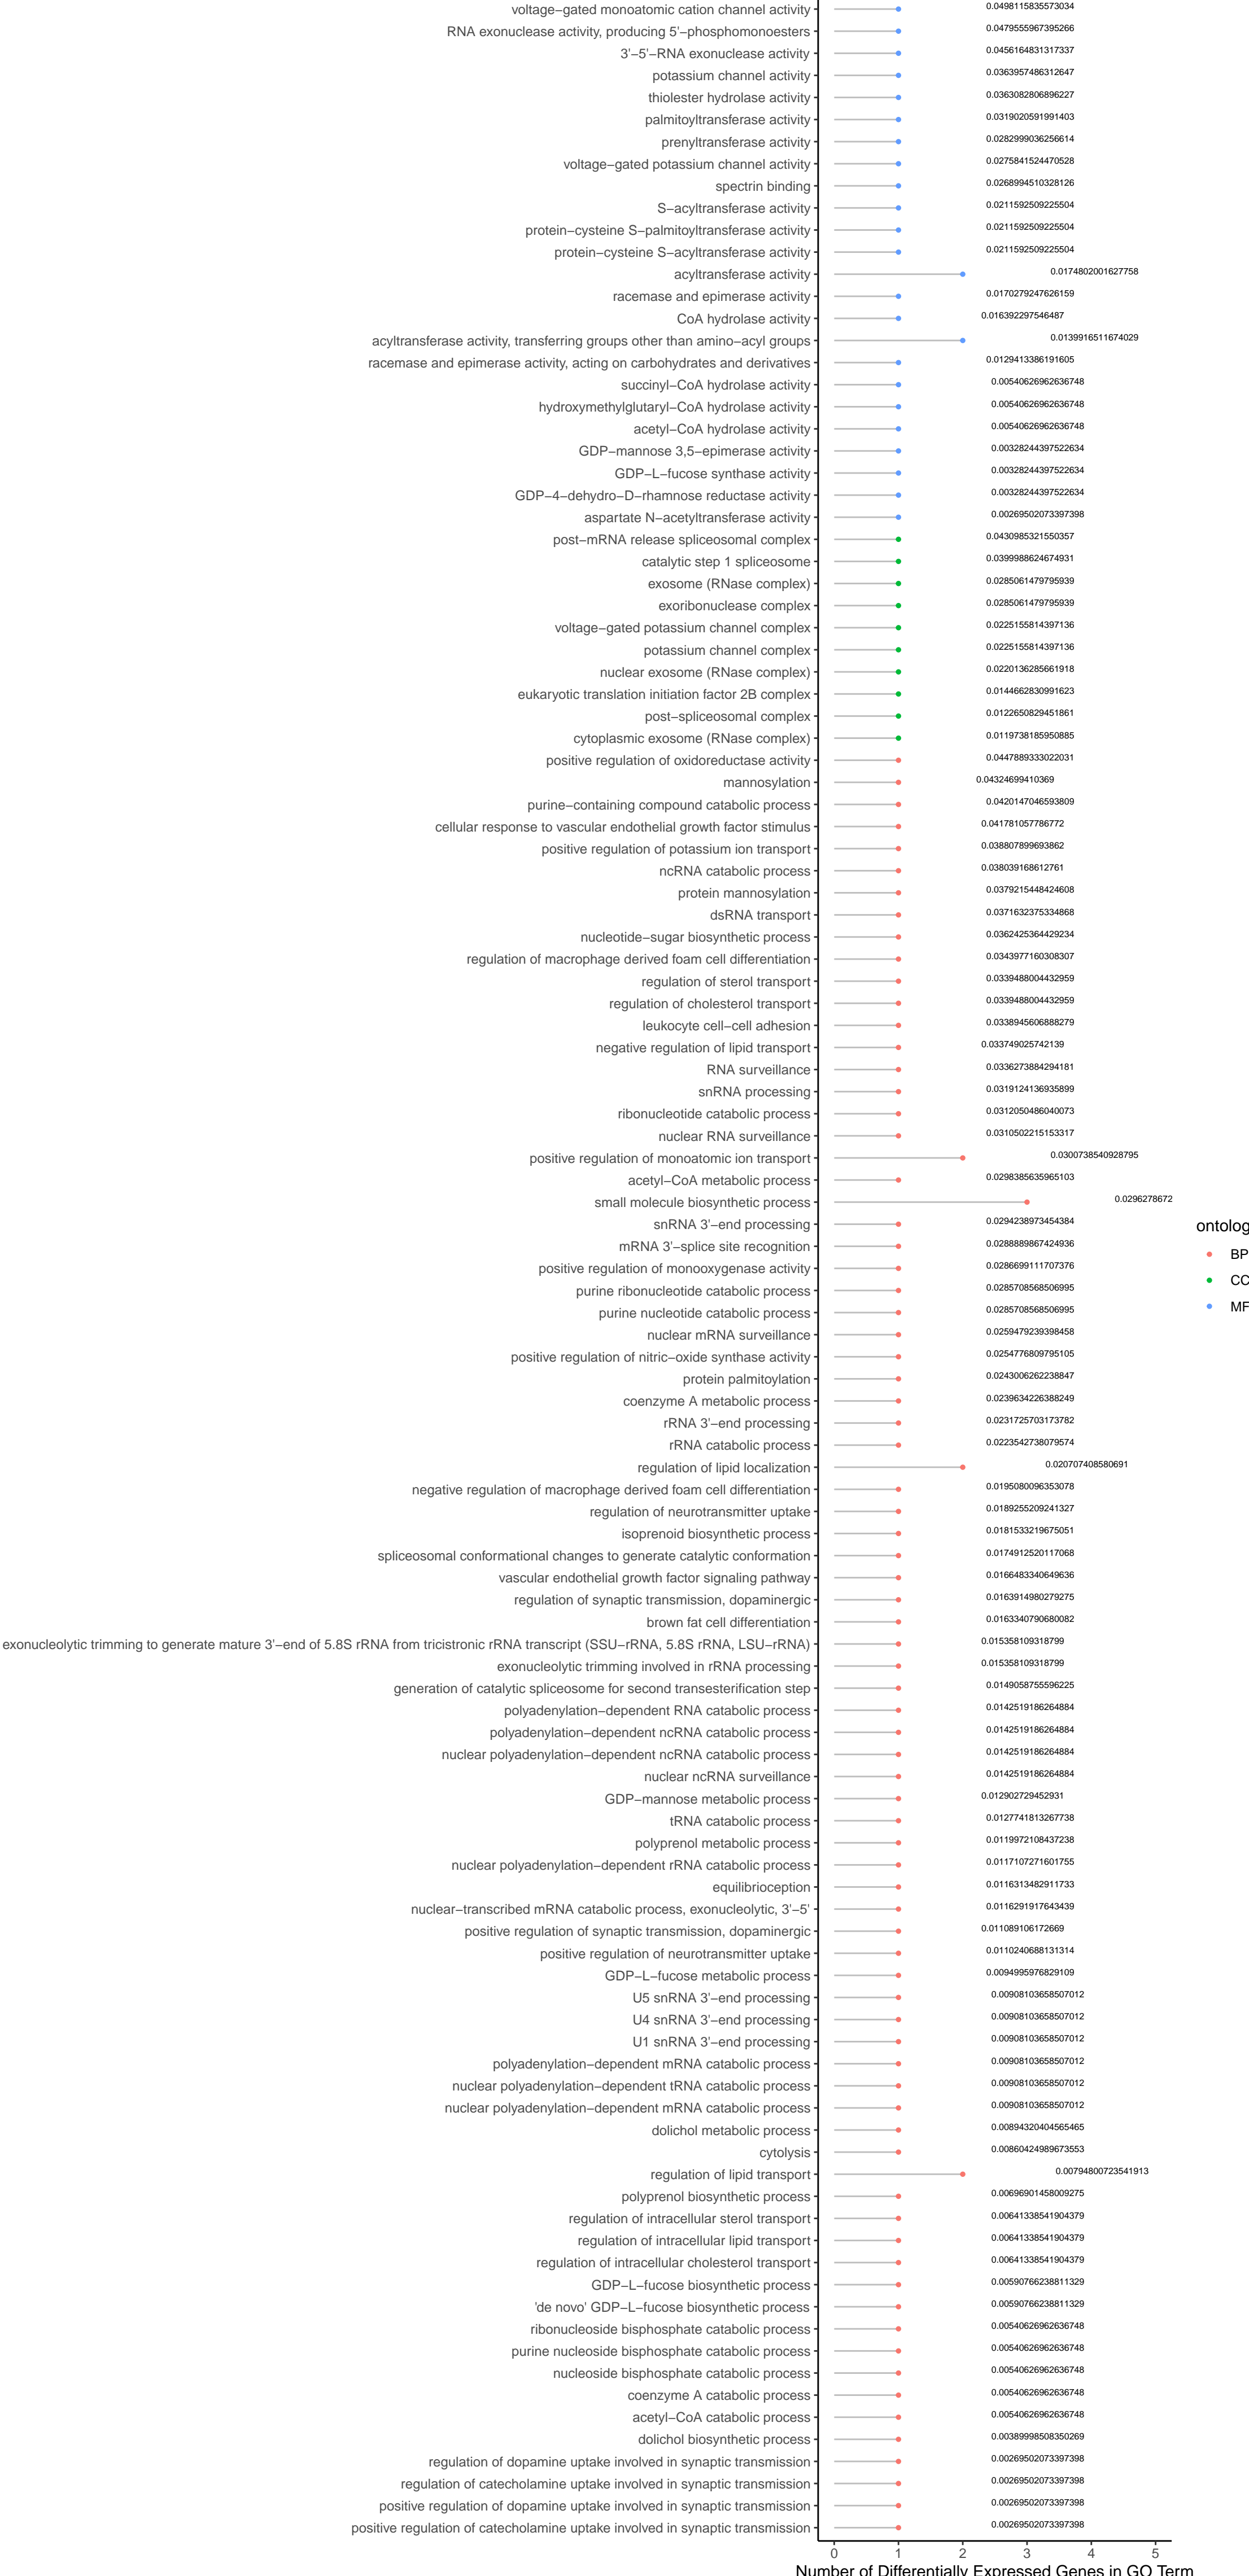 voltage−gated monoatomic cation channel activity 0.0498115835573034
RNA exonuclease activity, producing 5'−phosphomonoesters 0.0479555967395266
3'−5'−RNA exonuclease activity 0.0456164831317337
potassium channel activity 0.0363957486312647
thiolester hydrolase activity 0.0363082806896227
palmitoyltransferase activity 0.0319020591991403
prenyltransferase activity 0.0282999036256614
voltage−gated potassium channel activity 0.0275841524470528
spectrin binding 0.0268994510328126
S−acyltransferase activity 0.0211592509225504
protein−cysteine S−palmitoyltransferase activity 0.0211592509225504
protein−cysteine S−acyltransferase activity 0.0211592509225504
acyltransferase activity 0.0174802001627758
racemase and epimerase activity 0.0170279247626159
CoA hydrolase activity 0.016392297546487
acyltransferase activity, transferring groups other than amino−acyl groups 0.0139916511674029
racemase and epimerase activity, acting on carbohydrates and derivatives 0.0129413386191605
succinyl−CoA hydrolase activity 0.00540626962636748
hydroxymethylglutaryl−CoA hydrolase activity 0.00540626962636748
acetyl−CoA hydrolase activity 0.00540626962636748
GDP−mannose 3,5−epimerase activity 0.00328244397522634
GDP−L−fucose synthase activity 0.00328244397522634
GDP−4−dehydro−D−rhamnose reductase activity 0.00328244397522634
aspartate N−acetyltransferase activity 0.00269502073397398
post−mRNA release spliceosomal complex 0.0430985321550357
catalytic step 1 spliceosome 0.0399988624674931
exosome (RNase complex) 0.0285061479795939
exoribonuclease complex 0.0285061479795939
voltage−gated potassium channel complex 0.0225155814397136
potassium channel complex 0.0225155814397136
nuclear exosome (RNase complex) 0.0220136285661918
eukaryotic translation initiation factor 2B complex 0.0144662830991623
post−spliceosomal complex 0.0122650829451861
cytoplasmic exosome (RNase complex) 0.0119738185950885
positive regulation of oxidoreductase activity 0.0447889333022031
mannosylation 0.04324699410369
purine−containing compound catabolic process 0.0420147046593809
cellular response to vascular endothelial growth factor stimulus 0.041781057786772
positive regulation of potassium ion transport 0.038807899693862
ncRNA catabolic process 0.038039168612761
protein mannosylation 0.0379215448424608
dsRNA transport 0.0371632375334868
nucleotide−sugar biosynthetic process 0.0362425364429234
regulation of macrophage derived foam cell differentiation 0.0343977160308307
regulation of sterol transport 0.0339488004432959
regulation of cholesterol transport 0.0339488004432959
leukocyte cell−cell adhesion 0.0338945606888279
negative regulation of lipid transport 0.033749025742139
RNA surveillance 0.0336273884294181
snRNA processing 0.0319124136935899
ribonucleotide catabolic process 0.0312050486040073
nuclear RNA surveillance 0.0310502215153317
positive regulation of monoatomic ion transport 0.0300738540928795
acetyl−CoA metabolic process 0.0298385635965103
small molecule biosynthetic process 0.0296278672
snRNA 3'−end processing 0.0294238973454384
mRNA 3'−splice site recognition 0.0288889867424936
positive regulation of monooxygenase activity 0.0286699111707376
purine ribonucleotide catabolic process 0.0285708568506995
purine nucleotide catabolic process 0.0285708568506995
nuclear mRNA surveillance 0.0259479239398458
positive regulation of nitric−oxide synthase activity 0.0254776809795105
protein palmitoylation 0.0243006262238847
coenzyme A metabolic process 0.0239634226388249
rRNA 3'−end processing 0.0231725703173782
rRNA catabolic process 0.0223542738079574
regulation of lipid localization 0.020707408580691
negative regulation of macrophage derived foam cell differentiation 0.0195080096353078
regulation of neurotransmitter uptake 0.0189255209241327
isoprenoid biosynthetic process 0.0181533219675051
spliceosomal conformational changes to generate catalytic conformation 0.0174912520117068
vascular endothelial growth factor signaling pathway 0.0166483340649636
regulation of synaptic transmission, dopaminergic 0.0163914980279275
brown fat cell differentiation 0.0163340790680082
exonucleolytic trimming to generate mature 3'−end of 5.8S rRNA from tricistronic rRNA transcript (SSU−rRNA, 5.8S rRNA, LSU−rRNA) 0.015358109318799
exonucleolytic trimming involved in rRNA processing 0.015358109318799
generation of catalytic spliceosome for second transesterification step 0.0149058755596225
polyadenylation−dependent RNA catabolic process 0.0142519186264884
polyadenylation−dependent ncRNA catabolic process 0.0142519186264884
nuclear polyadenylation−dependent ncRNA catabolic process 0.0142519186264884
nuclear ncRNA surveillance 0.0142519186264884
GDP−mannose metabolic process 0.012902729452931
tRNA catabolic process 0.0127741813267738
polyprenol metabolic process 0.0119972108437238
nuclear polyadenylation−dependent rRNA catabolic process 0.0117107271601755
equilibrioception 0.0116313482911733
nuclear−transcribed mRNA catabolic process, exonucleolytic, 3'−5' 0.0116291917643439
positive regulation of synaptic transmission, dopaminergic 0.011089106172669
positive regulation of neurotransmitter uptake 0.0110240688131314
GDP−L−fucose metabolic process 0.0094995976829109
U5 snRNA 3'−end processing 0.00908103658507012
U4 snRNA 3'−end processing 0.00908103658507012
U1 snRNA 3'−end processing 0.00908103658507012
polyadenylation−dependent mRNA catabolic process 0.00908103658507012
nuclear polyadenylation−dependent tRNA catabolic process 0.00908103658507012
nuclear polyadenylation−dependent mRNA catabolic process 0.00908103658507012
dolichol metabolic process 0.00894320404565465
cytolysis 0.00860424989673553
regulation of lipid transport 0.00794800723541913
polyprenol biosynthetic process 0.00696901458009275
regulation of intracellular sterol transport 0.00641338541904379
regulation of intracellular lipid transport 0.00641338541904379
regulation of intracellular cholesterol transport 0.00641338541904379
GDP−L−fucose biosynthetic process 0.00590766238811329
'de novo' GDP−L−fucose biosynthetic process 0.00590766238811329
ribonucleoside bisphosphate catabolic process 0.00540626962636748
purine nucleoside bisphosphate catabolic process 0.00540626962636748
nucleoside bisphosphate catabolic process 0.00540626962636748
coenzyme A catabolic process 0.00540626962636748
acetyl−CoA catabolic process 0.00540626962636748
dolichol biosynthetic process 0.00389998508350269
regulation of dopamine uptake involved in synaptic transmission 0.00269502073397398
regulation of catecholamine uptake involved in synaptic transmission 0.00269502073397398
positive regulation of dopamine uptake involved in synaptic transmission 0.00269502073397398
positive regulation of catecholamine uptake involved in synaptic transmission 0.00269502073397398
0 1 2 3 4 5
Number of Differentially Expressed Genes in GO Term
ontolog
BP
CC
MF